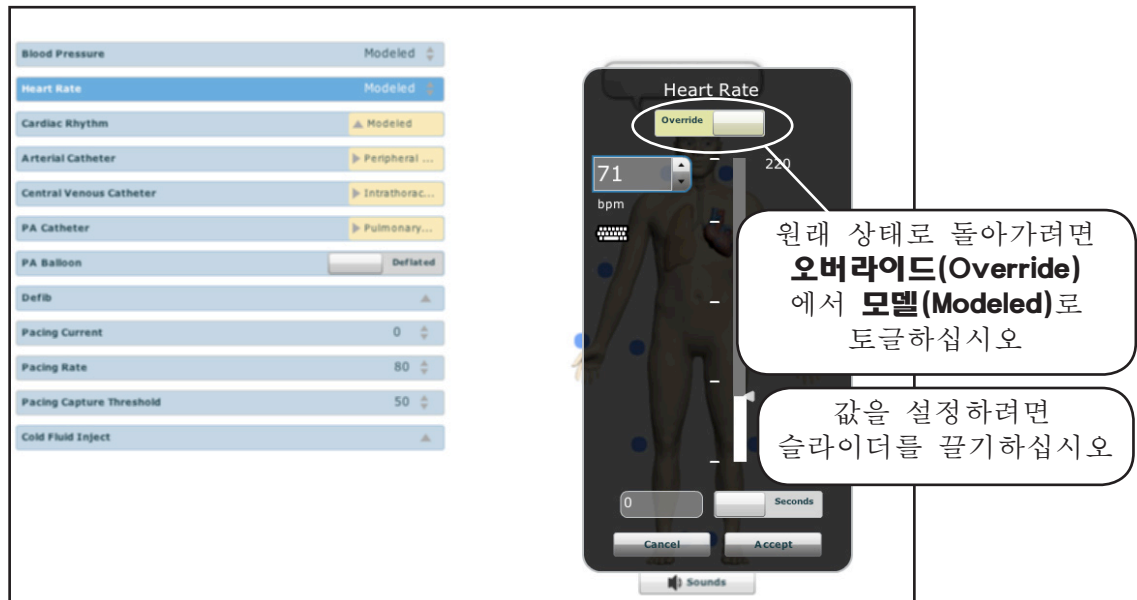 Blood Pressure Modeled
Heart Rate Modeled
Cardiac Rhythm Modeled
Arterial Catheter Peripheral ...
Central Venous Catheter Intrathorac...
PA Catheter Pulmonary...
PA Balloon Deflated
Defib
Pacing Current 0
Pacing Rate 80
Pacing Capture Threshold 50
Cold Fluid Inject
Heart Rate
Override
71
220
bpm
원래 상태로 돌아가려면
오버라이드(Override)
에서 모델(Modeled)로
토글하십시오
값을 설정하려면
슬라이더를 끌기하십시오
0 Seconds
Cancel Accept
Sounds